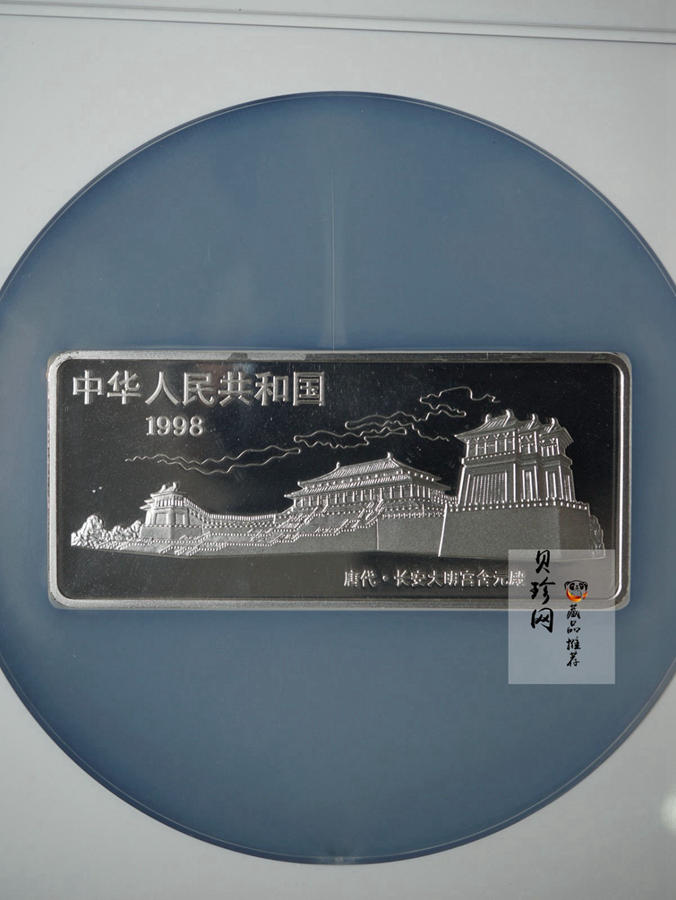 中华人民共和国
1998
唐代·长安大明宫含元殿
贝珍网
藏品
推荐